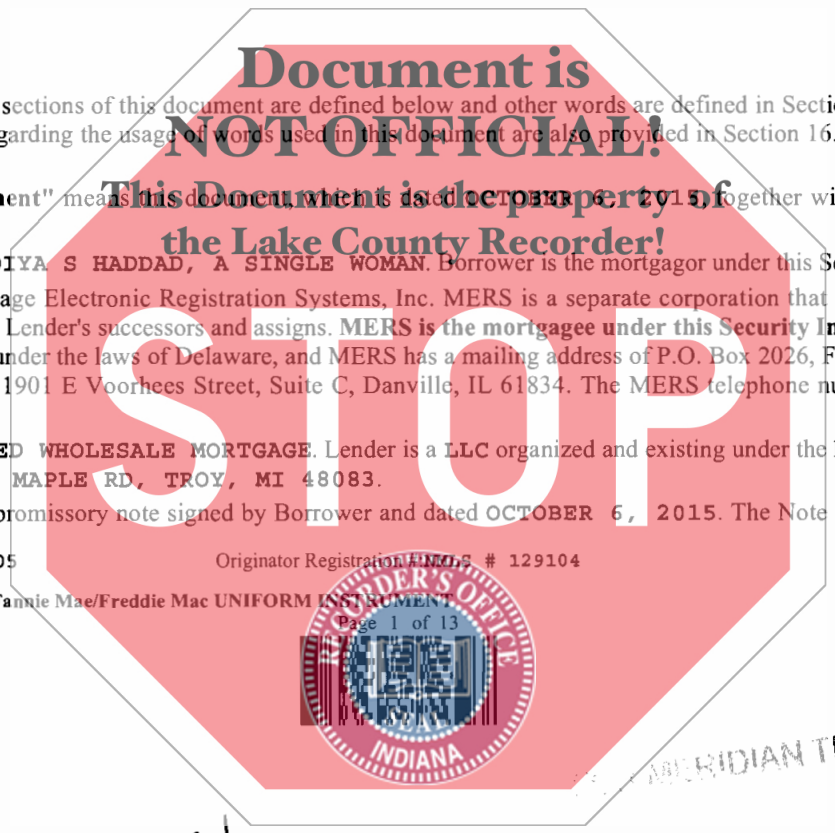 Document is
sections of this document are defined below and other words are defined in Secti
garding the usage of words used in this document are also provided in Section 16.
NOT OFFICIAL!
ent" means this document, which is dated OCTOBER 6, 2015, together wi
This Document is the property of
the Lake County Recorder!
DIYA S HADDAD, A SINGLE WOMAN. Borrower is the mortgagor under this S
age Electronic Registration Systems, Inc. MERS is a separate corporation that
Lender's successors and assigns. MERS is the mortgagee under this Security In
under the laws of Delaware, and MERS has a mailing address of P.O. Box 2026, F
1901 E Voorhees Street, Suite C, Danville, IL 61834. The MERS telephone nu
STOP
ED WHOLESALE MORTGAGE. Lender is a LLC organized and existing under the
MAPLE RD, TROY, MI 48083.
promissory note signed by Borrower and dated OCTOBER 6, 2015. The Note
05 Originator Registration #:NMLS # 129104
Fannie Mae/Freddie Mac UNIFORM INSTRUMENT
Page 1 of 13
RECORDER'S OFFICE
SEAL
INDIANA
MERIDIAN T